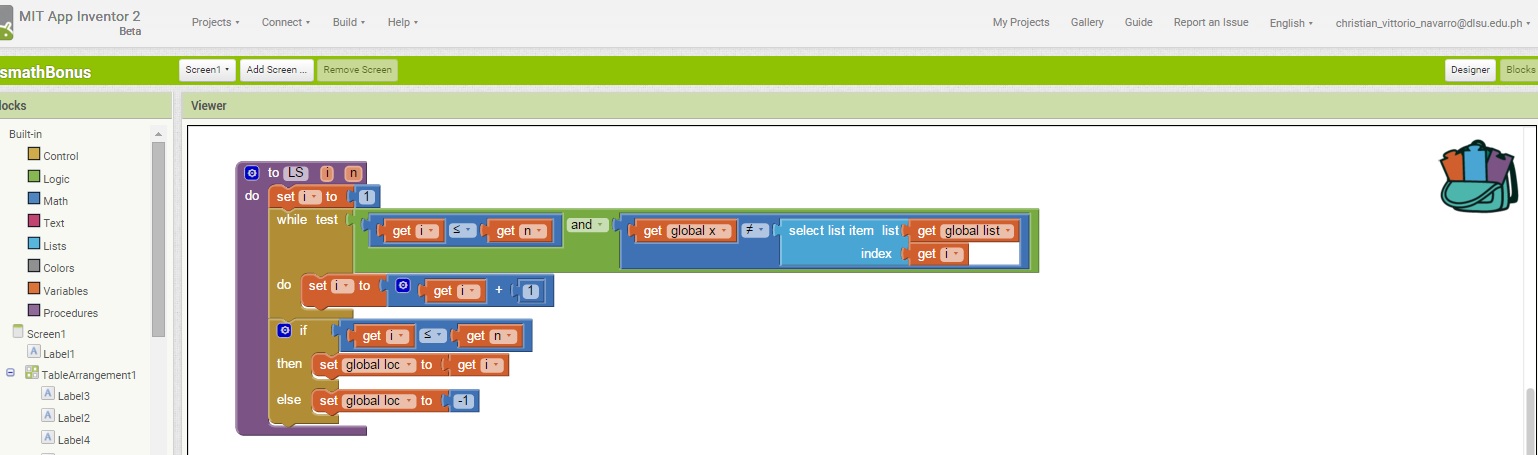 MIT App Inventor 2
Beta
Projects Connect Build Help My Projects Gallery Guide Report an Issue English christian_vittorio_navarro@dlsu.edu.ph
smathBonus Screen1 Add Screen ... Remove Screen Designer Blocks
locks
Viewer
Built-in
Control
Logic
Math
Text
Lists
Colors
Variables
Procedures
Screen1
A Label1
TableArrangement1
A Label3
A Label2
A Label4
to LS i n
do set i to 1
while test get i ≤ get n and get global x ≠ select list item list get global list
index get i
do set i to get i + 1
if get i ≤ get n
then set global loc to get i
else set global loc to -1